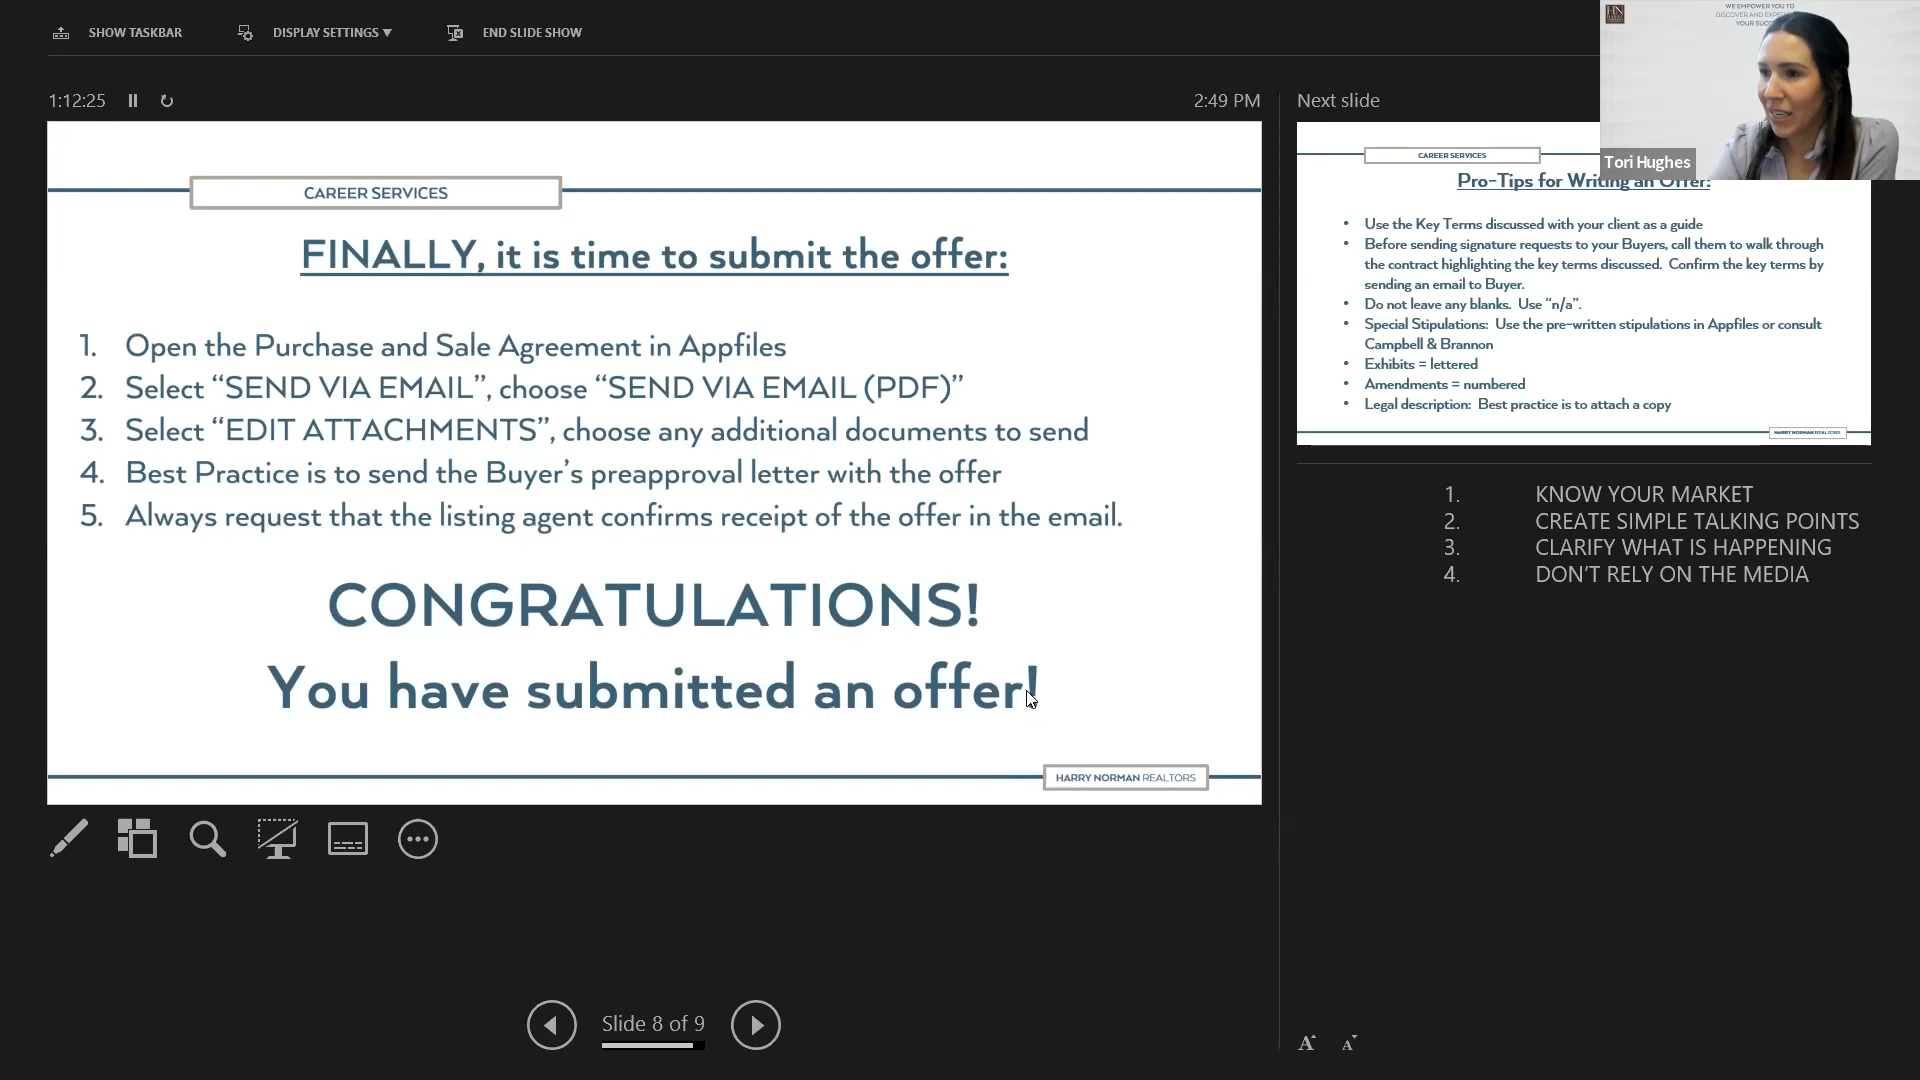 SHOW TASKBAR
DISPLAY SETTINGS ▼
END SLIDE SHOW
1:12:25
2:49 PM
CAREER SERVICES
FINALLY, it is time to submit the offer:
1. Open the Purchase and Sale Agreement in Appfiles
2. Select “SEND VIA EMAIL”, choose “SEND VIA EMAIL (PDF)”
3. Select “EDIT ATTACHMENTS”, choose any additional documents to send
4. Best Practice is to send the Buyer’s preapproval letter with the offer
5. Always request that the listing agent confirms receipt of the offer in the email.
CONGRATULATIONS!
You have submitted an offer!
HARRY NORMAN REALTORS
Slide 8 of 9
Next slide
CAREER SERVICES
Pro-Tips for Writing an Offer:
• Use the Key Terms discussed with your client as a guide
• Before sending signature requests to your Buyers, call them to walk through
the contract highlighting the key terms discussed. Confirm the key terms by
sending an email to Buyer.
• Do not leave any blanks. Use “n/a”.
• Special Stipulations: Use the pre-written stipulations in Appfiles or consult
Campbell & Brannon
• Exhibits = lettered
• Amendments = numbered
• Legal description: Best practice is to attach a copy
HARRY NORMAN REALTORS
HN
WE EMPOWER YOU TO
DISCOVER AND
YOUR
Tori Hughes
1. KNOW YOUR MARKET
2. CREATE SIMPLE TALKING POINTS
3. CLARIFY WHAT IS HAPPENING
4. DON’T RELY ON THE MEDIA
A A